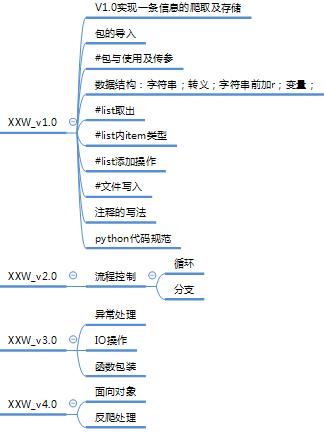 XXW_v1.0
V1.0实现一条信息的爬取及存储
包的导入
#包与使用及传参
数据结构：字符串；转义；字符串前加r；变量；
#list取出
#list内item类型
#list添加操作
#文件写入
注释的写法
python代码规范
XXW_v2.0
流程控制
循环
分支
XXW_v3.0
异常处理
IO操作
函数包装
XXW_v4.0
面向对象
反爬处理